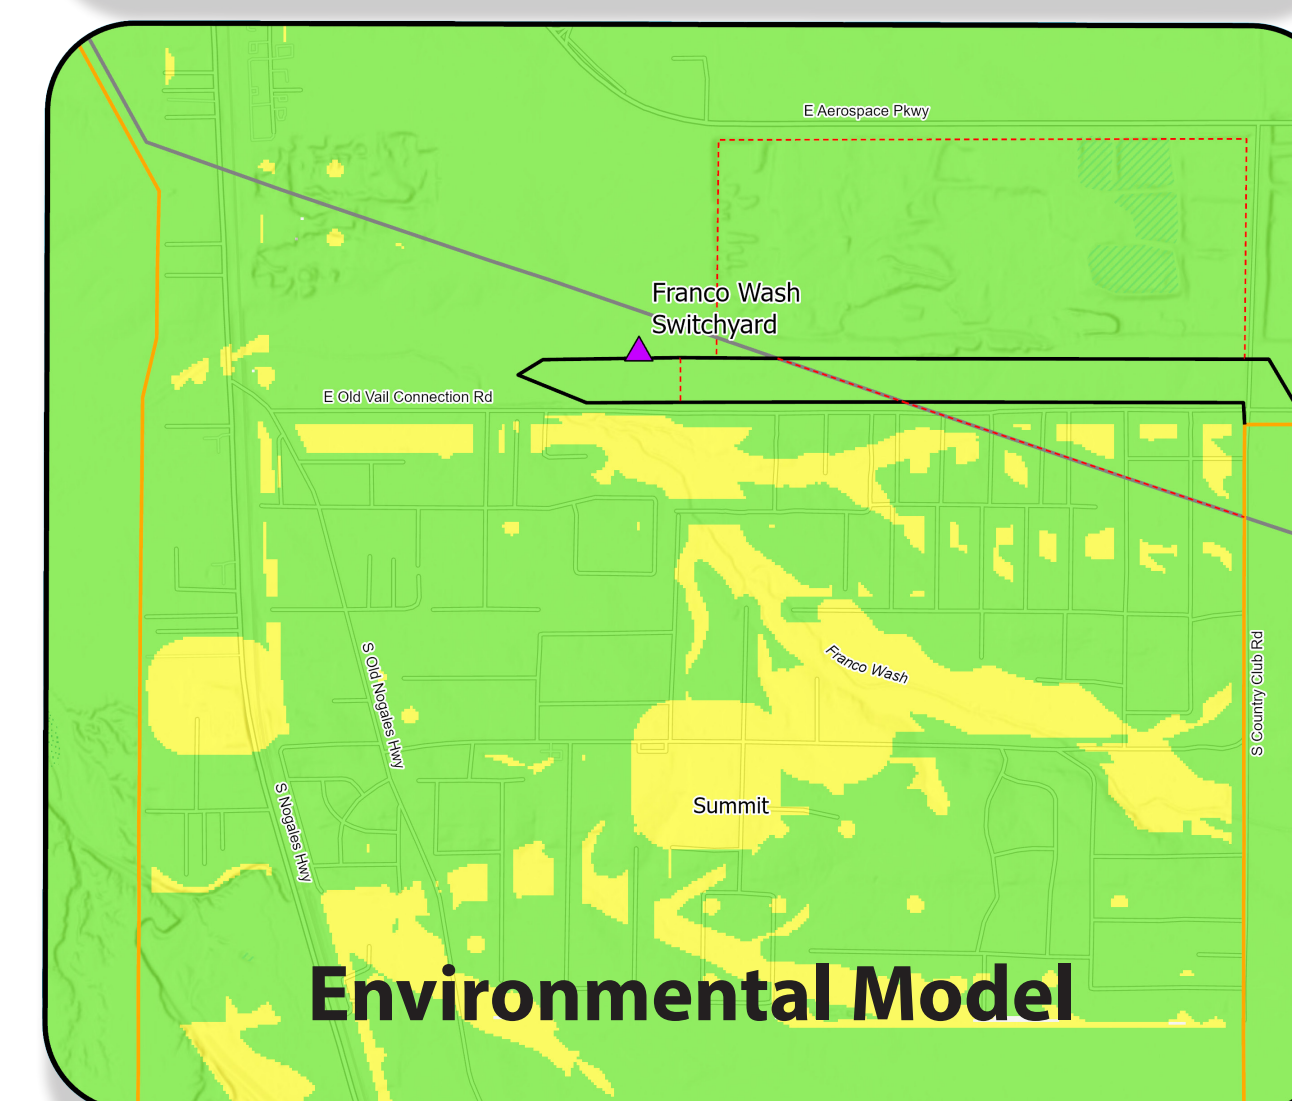 E Aerospace Pkwy
Franco Wash
Switchyard
E Old Vail Connection Rd
S Old Nogales Hwy
Franco Wash
S Country Club Rd
S Nogales Hwy
Summit
Environmental Model